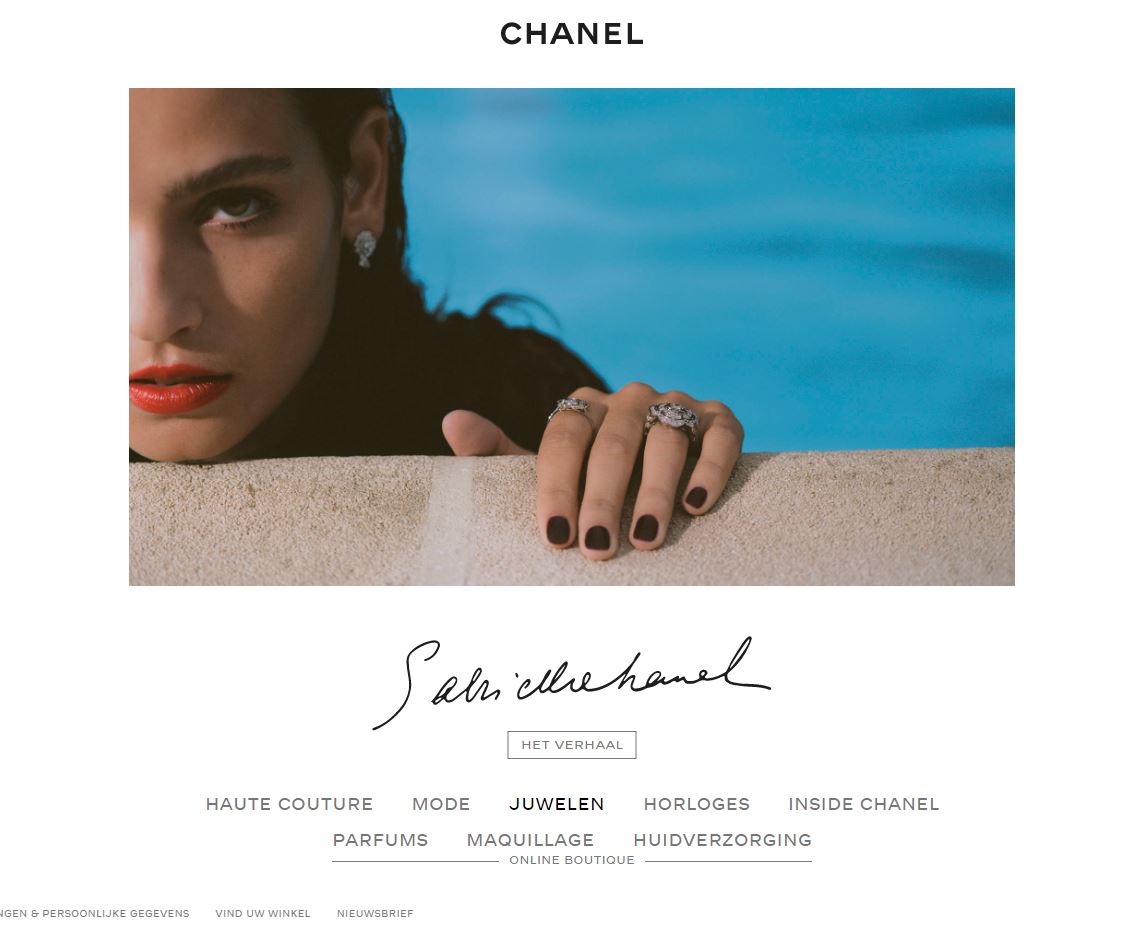 CHANEL
Gabrielle Chanel
HET VERHAAL
HAUTE COUTURE MODE JUWELEN HORLOGES INSIDE CHANEL
PARFUMS MAQUILLAGE HUIDVERZORGING
ONLINE BOUTIQUE
& PERSOONLIJKE GEGEVENS VIND UW WINKEL NIEUWSBRIEF